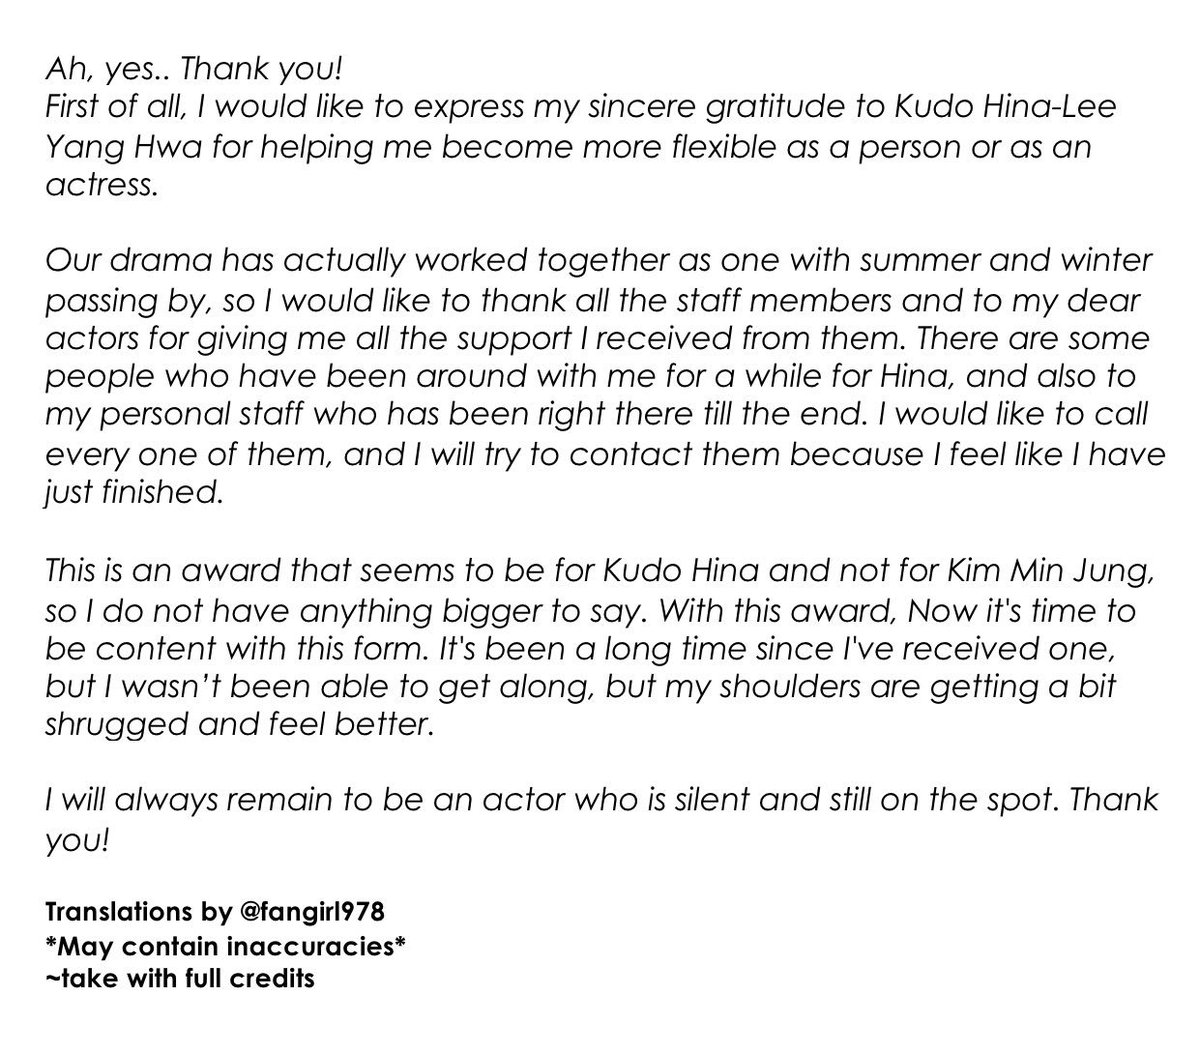 Ah, yes.. Thank you!
First of all, I would like to express my sincere gratitude to Kudo Hina-Lee
Yang Hwa for helping me become more flexible as a person or as an
actress.
Our drama has actually worked together as one with summer and winter
passing by, so I would like to thank all the staff members and to my dear
actors for giving me all the support I received from them. There are some
people who have been around with me for a while for Hina, and also to
my personal staff who has been right there till the end. I would like to call
every one of them, and I will try to contact them because I feel like I have
just finished.
This is an award that seems to be for Kudo Hina and not for Kim Min Jung,
so I do not have anything bigger to say. With this award, Now it's time to
be content with this form. It's been a long time since I've received one,
but I wasn’t been able to get along, but my shoulders are getting a bit
shrugged and feel better.
I will always remain to be an actor who is silent and still on the spot. Thank
you!
Translations by @fangirl978
*May contain inaccuracies*
~take with full credits